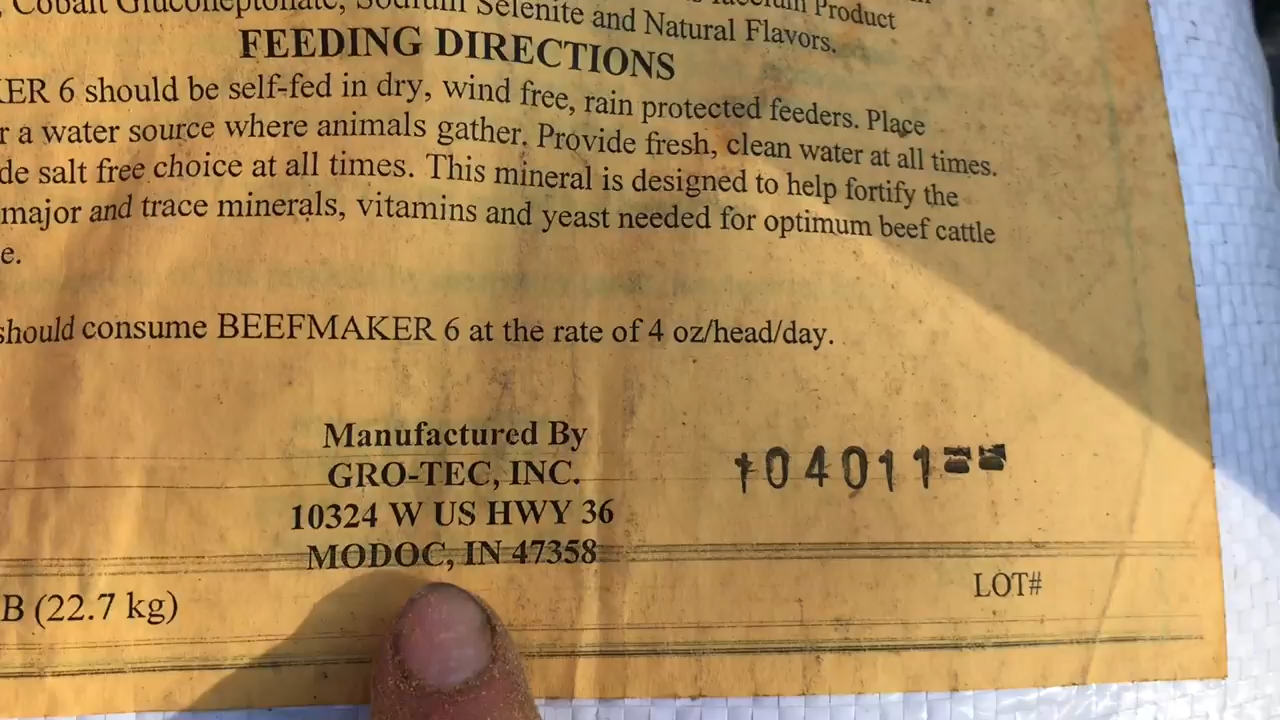 Cobalt Glucoheptonate, Sodium Selenite and Natural Flavors.
Product
FEEDING DIRECTIONS
ER 6 should be self-fed in dry, wind free, rain protected feeders. Place
r a water source where animals gather. Provide fresh, clean water at all times.
de salt free choice at all times. This mineral is designed to help fortify the
major and trace minerals, vitamins and yeast needed for optimum beef cattle
e.
should consume BEEFMAKER 6 at the rate of 4 oz/head/day.
Manufactured By
GRO-TEC, INC.
10324 W US HWY 36
MODOC, IN 47358
04011
LOT#
B (22.7 kg)